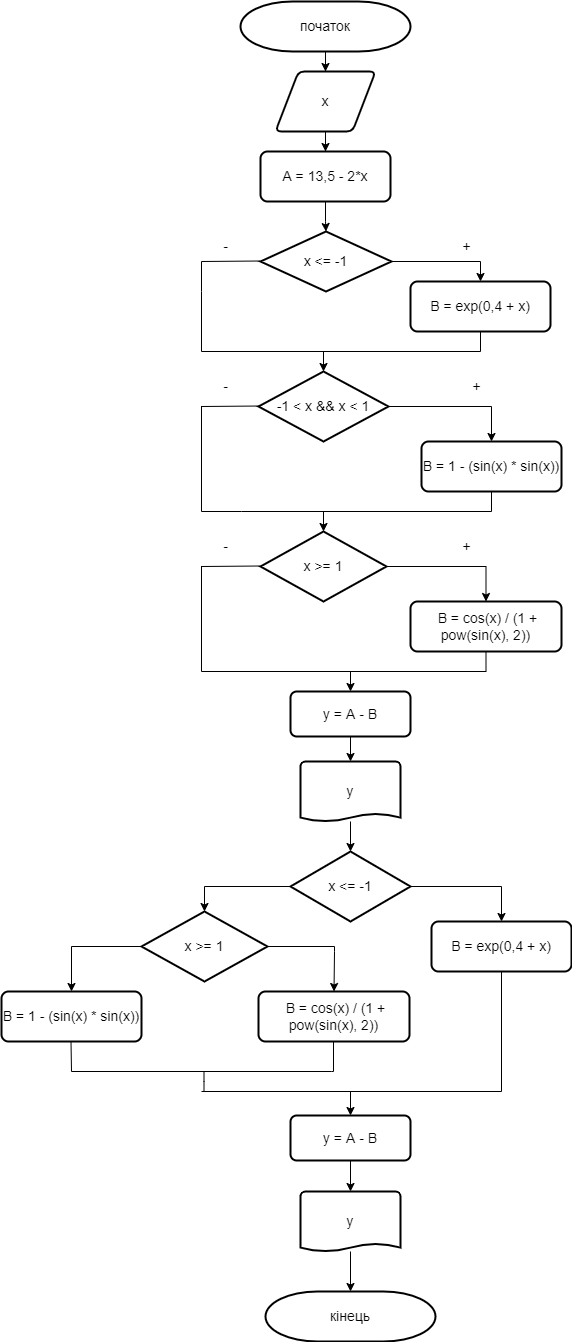 початок
x
A = 13,5 - 2*x
x <= -1
-
+
B = exp(0,4 + x)
-1 < x && x < 1
-
+
B = 1 - (sin(x) * sin(x))
x >= 1
-
+
B = cos(x) / (1 +
pow(sin(x), 2))
y = A - B
y
x <= -1
x >= 1
B = exp(0,4 + x)
B = 1 - (sin(x) * sin(x))
B = cos(x) / (1 +
pow(sin(x), 2))
y = A - B
y
кінець